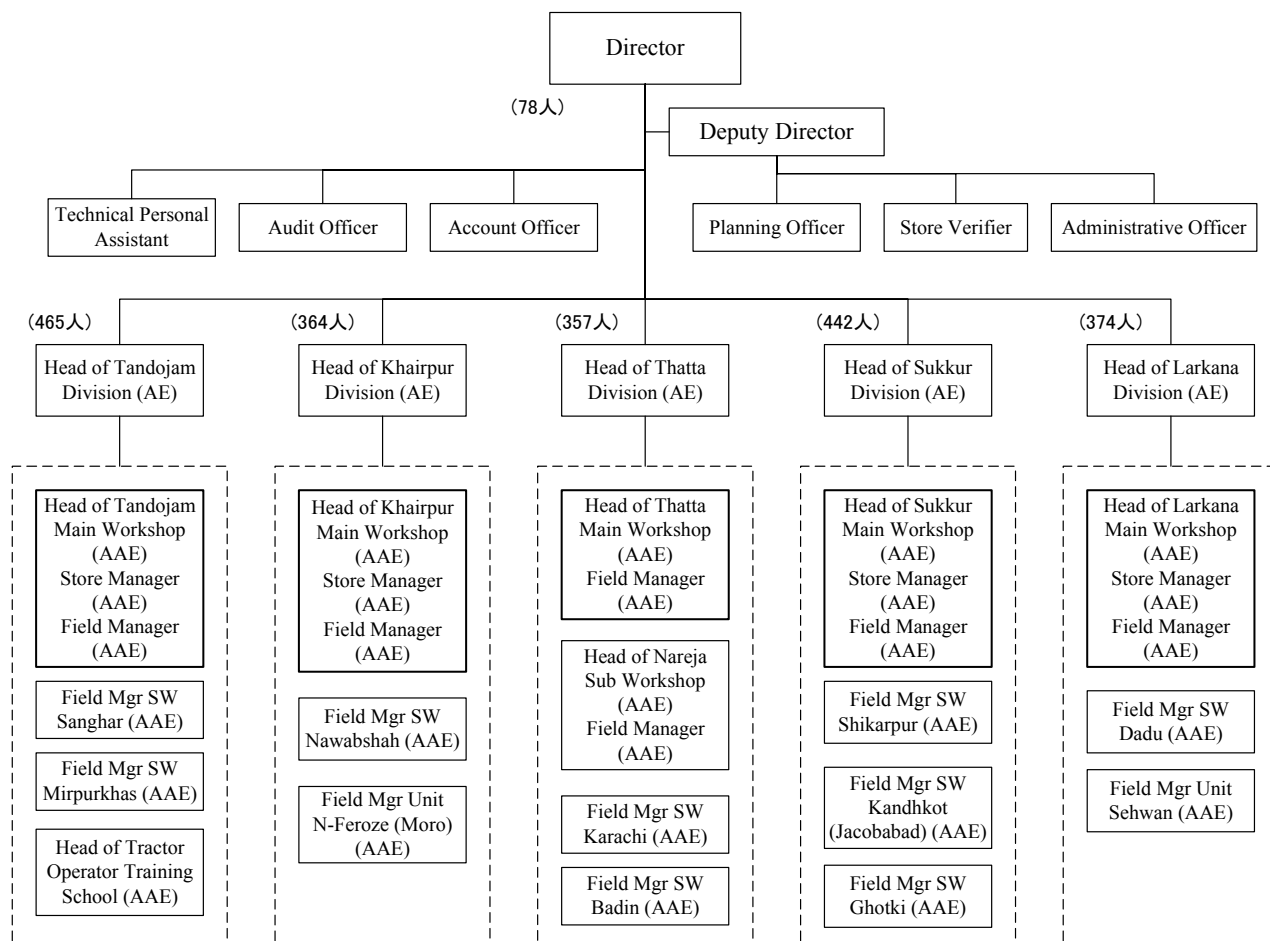 Director
（78人）
Deputy Director
Technical Personal
Assistant
Audit Officer
Account Officer
Planning Officer
Store Verifier
Administrative Officer
（465人）
（364人）
（357人）
（442人）
（374人）
Head of Tandojam
Division (AE)
Head of Khairpur
Division (AE)
Head of Thatta
Division (AE)
Head of Sukkur
Division (AE)
Head of Larkana
Division (AE)
Head of Tandojam
Main Workshop
(AAE)
Store Manager
(AAE)
Field Manager
(AAE)
Field Mgr SW
Sanghar (AAE)
Field Mgr SW
Mirpurkhas (AAE)
Head of Tractor
Operator Training
School (AAE)
Head of Khairpur
Main Workshop
(AAE)
Store Manager
(AAE)
Field Manager
(AAE)
Field Mgr SW
Nawabshah (AAE)
Field Mgr Unit
N-Feroze (Moro)
(AAE)
Head of Thatta
Main Workshop
(AAE)
Field Manager
(AAE)
Head of Nareja
Sub Workshop
(AAE)
Field Manager
(AAE)
Field Mgr SW
Karachi (AAE)
Field Mgr SW
Badin (AAE)
Head of Sukkur
Main Workshop
(AAE)
Store Manager
(AAE)
Field Manager
(AAE)
Field Mgr SW
Shikarpur (AAE)
Field Mgr SW
Kandhkot
(Jacobabad) (AAE)
Field Mgr SW
Ghotki (AAE)
Head of Larkana
Main Workshop
(AAE)
Store Manager
(AAE)
Field Manager
(AAE)
Field Mgr SW
Dadu (AAE)
Field Mgr Unit
Sehwan (AAE)